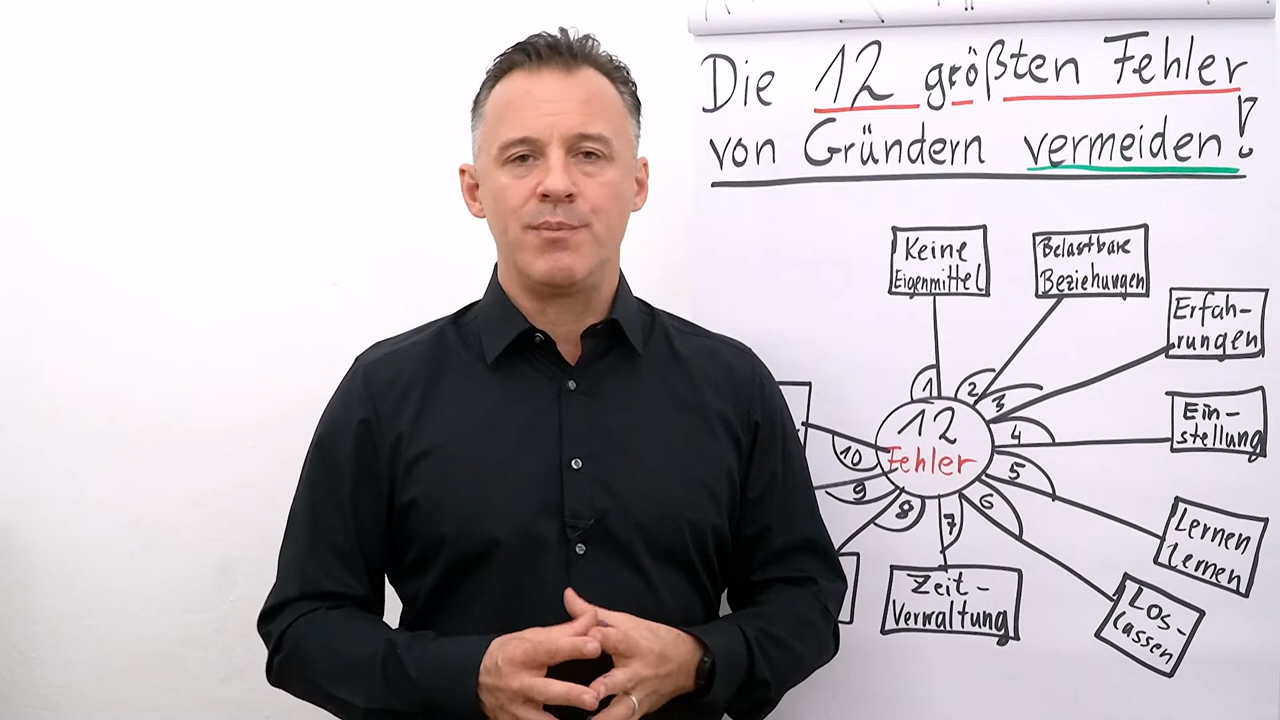 Die 12 größten Fehler
von Gründern vermeiden!
Keine
Eigenmittel
Belastbare
Beziehungen
Erfah-
rungen
Ein-
stellung
Lernen
Lernen
Los-
lassen
Zeit-
Verwaltung
1
2
3
4
5
6
7
8
9
10
12
Fehler